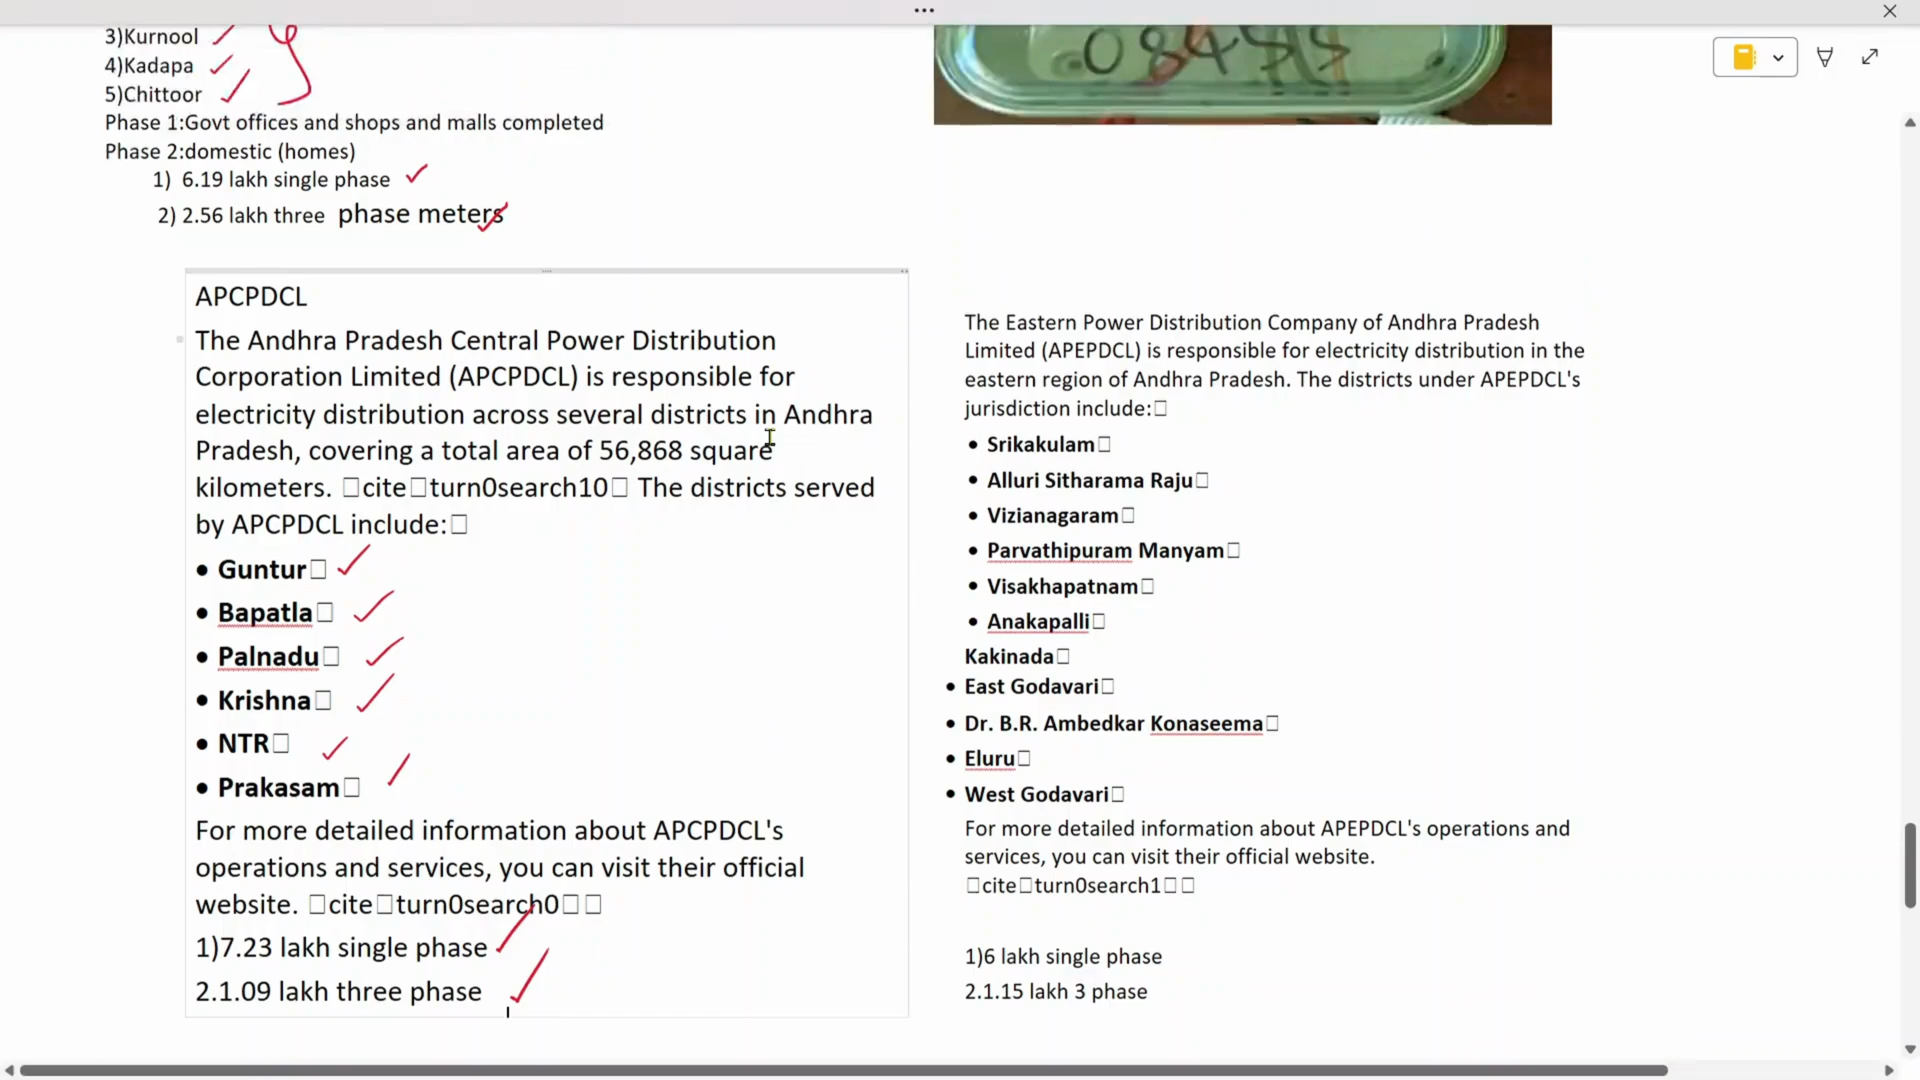 3)Kurnool
4)Kadapa
5)Chittoor
Phase 1:Govt offices and shops and malls completed
Phase 2:domestic (homes)
1) 6.19 lakh single phase
2) 2.56 lakh three phase meters
08455
APCPDCL
The Andhra Pradesh Central Power Distribution
Corporation Limited (APCPDCL) is responsible for
electricity distribution across several districts in Andhra
Pradesh, covering a total area of 56,868 square
kilometers. □cite□turn0search10□ The districts served
by APCPDCL include:□
• Guntur□
• Bapatla□
• Palnadu□
• Krishna□
• NTR□
• Prakasam□
For more detailed information about APCPDCL's
operations and services, you can visit their official
website. □cite□turn0search0□□
1)7.23 lakh single phase
2.1.09 lakh three phase
The Eastern Power Distribution Company of Andhra Pradesh
Limited (APEPDCL) is responsible for electricity distribution in the
eastern region of Andhra Pradesh. The districts under APEPDCL's
jurisdiction include:□
• Srikakulam□
• Alluri Sitharama Raju□
• Vizianagaram□
• Parvathipuram Manyam□
• Visakhapatnam□
• Anakapalli□
Kakinada□
• East Godavari□
• Dr. B.R. Ambedkar Konaseema□
• Eluru□
• West Godavari□
For more detailed information about APEPDCL's operations and
services, you can visit their official website.
□cite□turn0search1□□
1)6 lakh single phase
2.1.15 lakh 3 phase